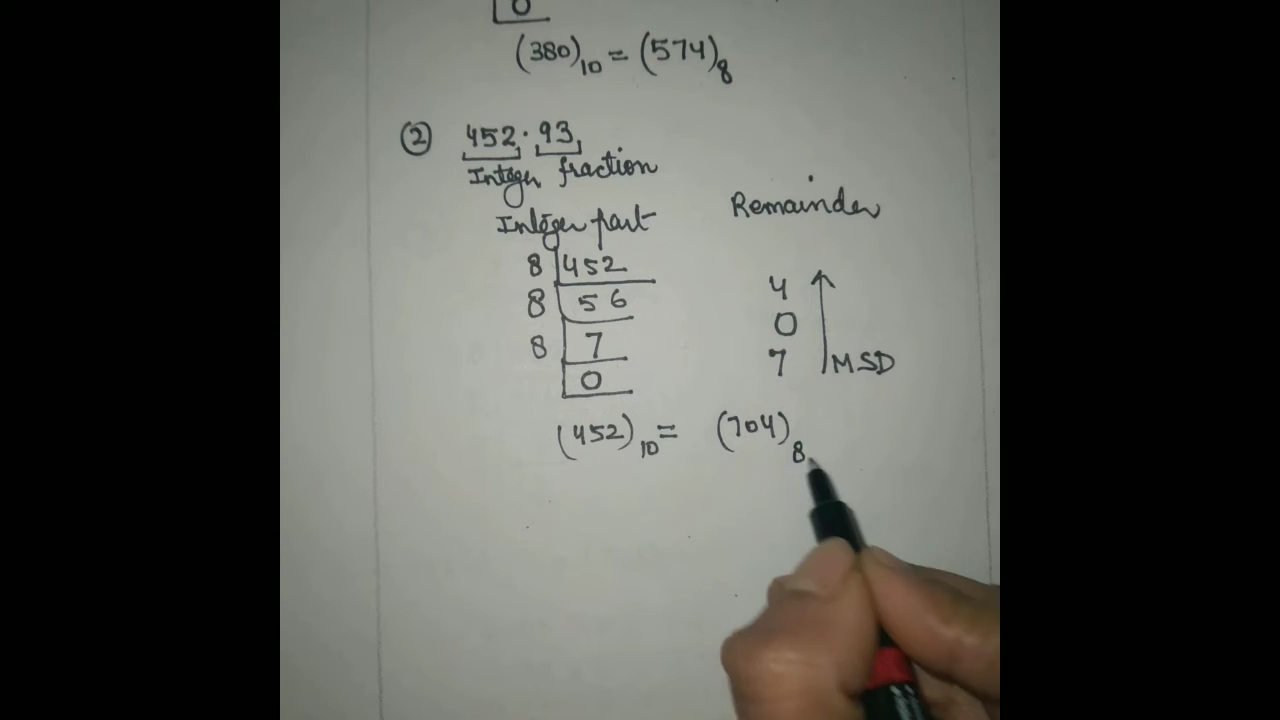 0
(380)10 = (574)8
② 452.93
Integer fraction
Integer part Remainder
8 452
8 56 4
8 7 0
0 7 MSD
(452)10 = (704)8